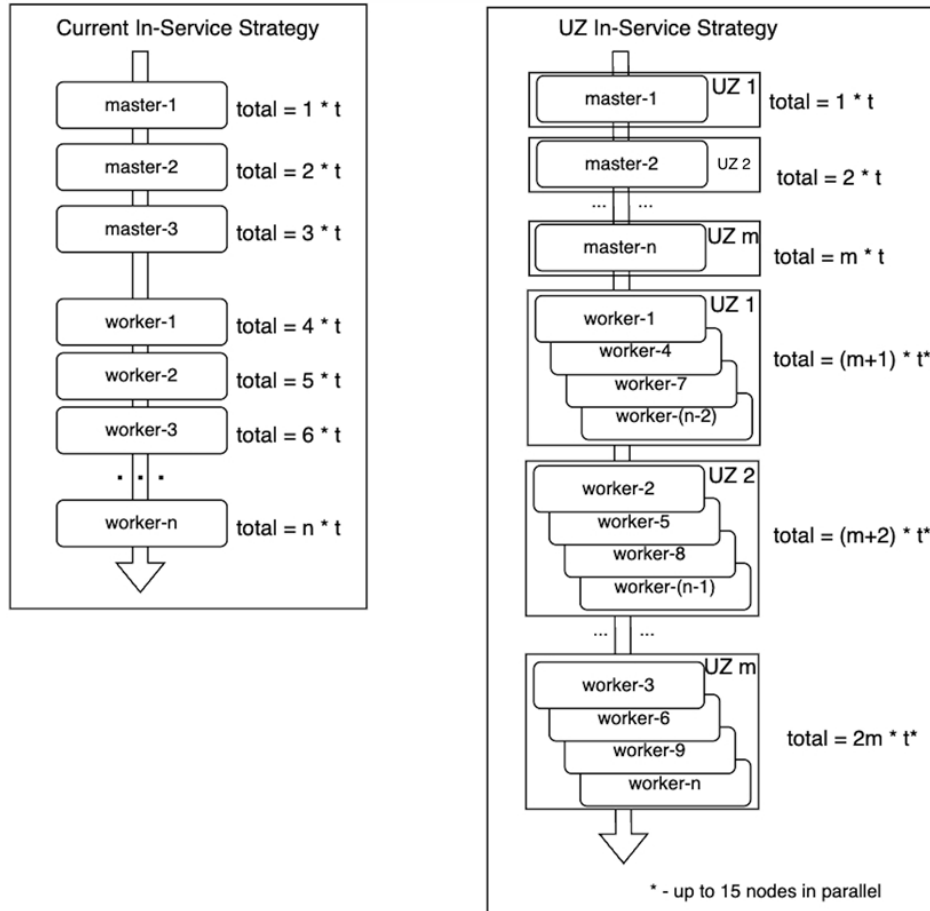 Current In-Service Strategy
master-1
total = 1 * t
master-2
total = 2 * t
master-3
total = 3 * t
worker-1
total = 4 * t
worker-2
total = 5 * t
worker-3
total = 6 * t
. . .
worker-n
total = n * t
UZ In-Service Strategy
UZ 1
master-1
total = 1 * t
master-2
UZ 2
total = 2 * t
... ...
master-n
UZ m
total = m * t
UZ 1
worker-1
worker-4
worker-7
worker-(n-2)
total = (m+1) * t*
UZ 2
worker-2
worker-5
worker-8
worker-(n-1)
total = (m+2) * t*
... ...
UZ m
worker-3
worker-6
worker-9
worker-n
total = 2m * t*
* - up to 15 nodes in parallel